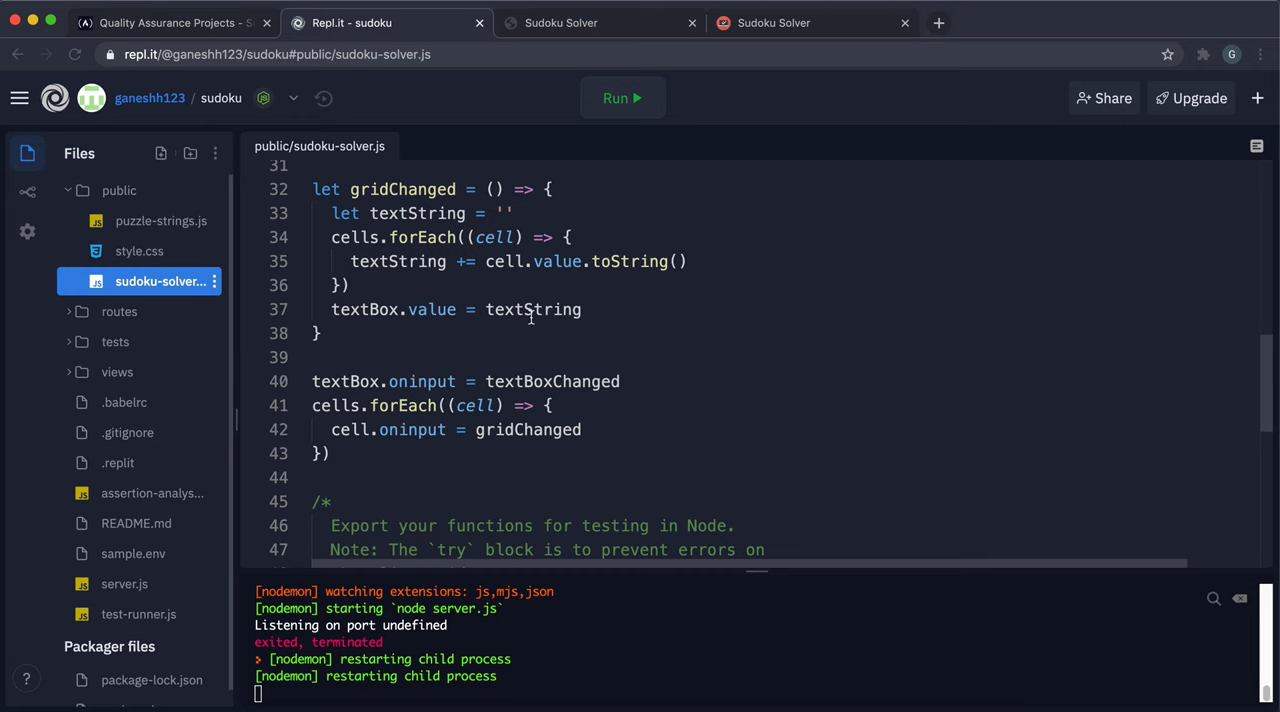 Quality Assurance Projects - S
Repl.it - sudoku
Sudoku Solver
Sudoku Solver
repl.it/@ganeshh123/sudoku#public/sudoku-solver.js
G
ganeshh123 / sudoku
Run
Share
Upgrade
Files
public
puzzle-strings.js
style.css
sudoku-solver...
routes
tests
views
.babelrc
.gitignore
.replit
assertion-analys...
README.md
sample.env
server.js
test-runner.js
Packager files
package-lock.json
?
public/sudoku-solver.js
31
32 let gridChanged = () => {
33 let textString = ''
34 cells.forEach((cell) => {
35 textString += cell.value.toString()
36 })
37 textBox.value = textString
38 }
39
40 textBox.oninput = textBoxChanged
41 cells.forEach((cell) => {
42 cell.oninput = gridChanged
43 })
44
45 /*
46 Export your functions for testing in Node.
47 Note: The `try` block is to prevent errors on
[nodemon] watching extensions: js,mjs,json
[nodemon] starting `node server.js`
Listening on port undefined
exited, terminated
[nodemon] restarting child process
[nodemon] restarting child process